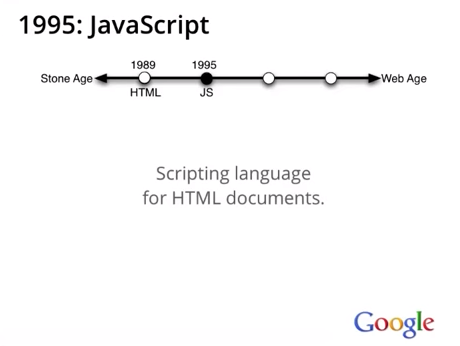 1995: JavaScript
1989 1995
Stone Age Web Age
HTML JS
Scripting language
for HTML documents.
Google